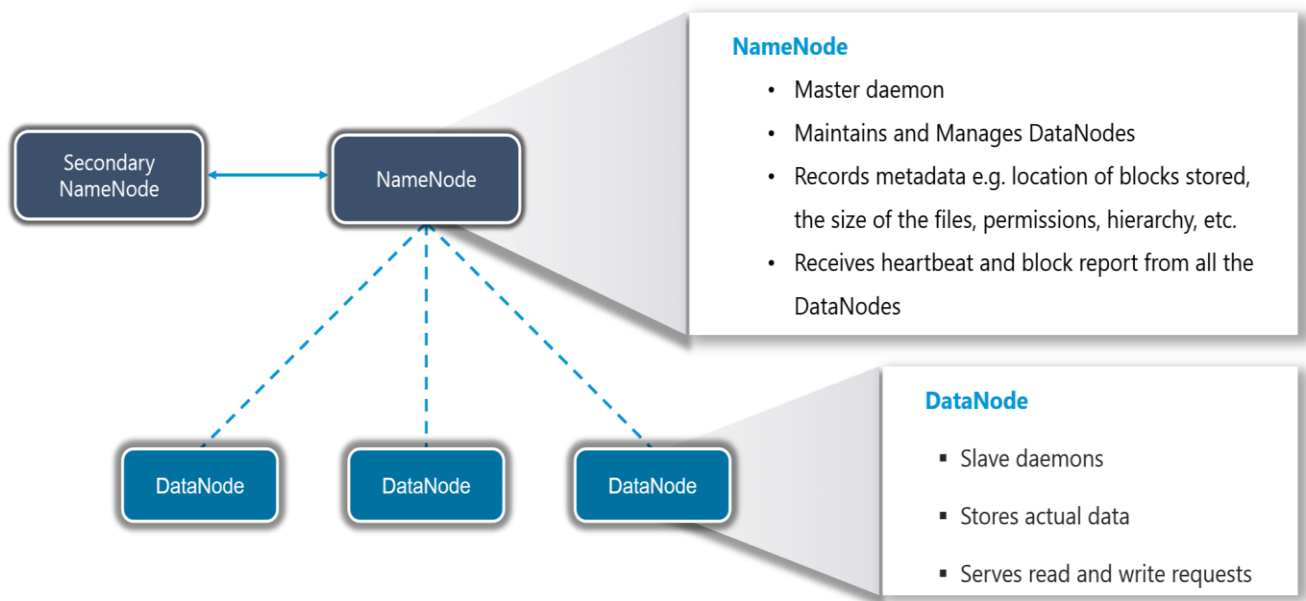 NameNode
• Master daemon
• Maintains and Manages DataNodes
• Records metadata e.g. location of blocks stored,
the size of the files, permissions, hierarchy, etc.
• Receives heartbeat and block report from all the
DataNodes
Secondary
NameNode
NameNode
DataNode
DataNode
DataNode
DataNode
▪ Slave daemons
▪ Stores actual data
▪ Serves read and write requests